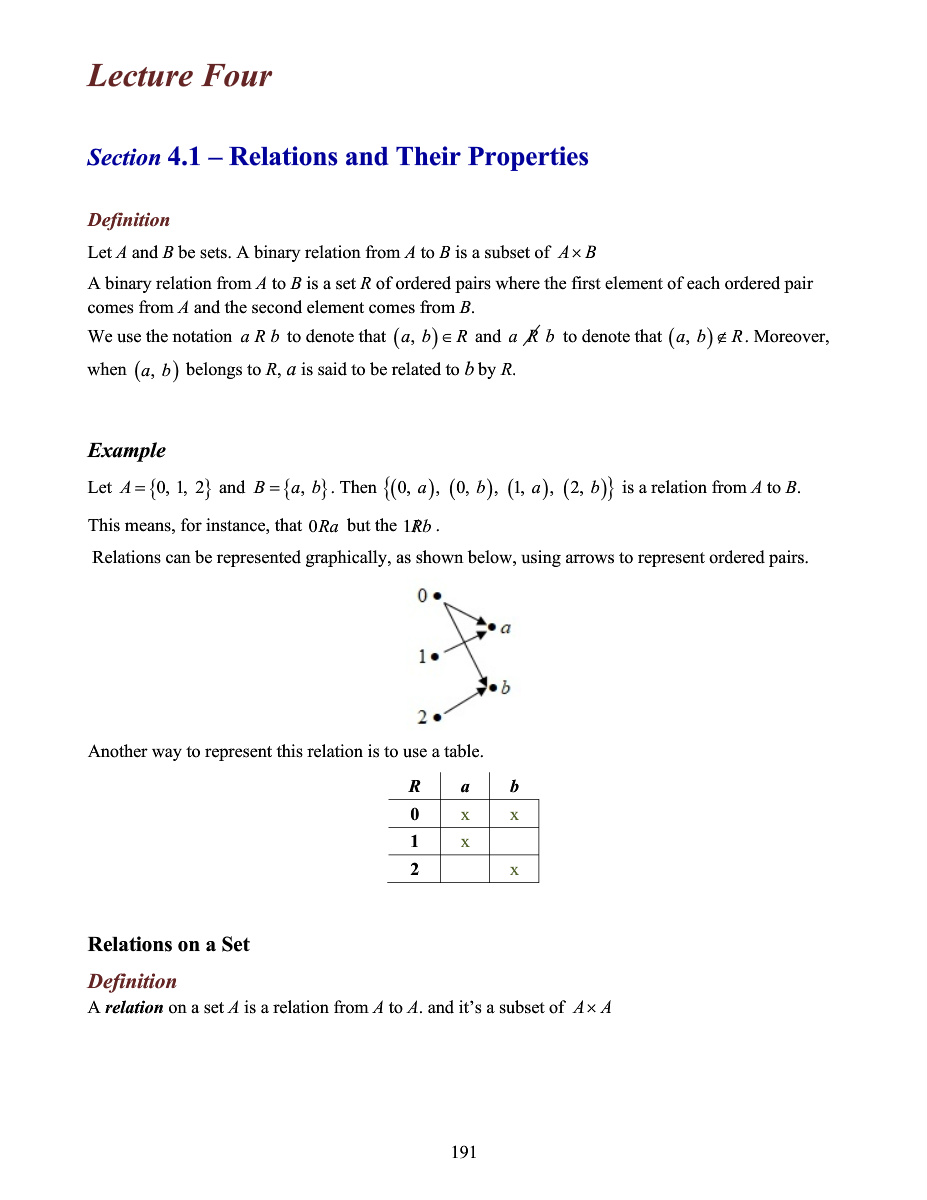 Lecture Four
Section 4.1 – Relations and Their Properties
Definition
Let A and B be sets. A binary relation from A to B is a subset of A × B
A binary relation from A to B is a set R of ordered pairs where the first element of each ordered pair
comes from A and the second element comes from B.
We use the notation a R b to denote that (a, b) ∈ R and a R̸ b to denote that (a, b) ∉ R. Moreover,
when (a, b) belongs to R, a is said to be related to b by R.
Example
Let A = {0, 1, 2} and B = {a, b}. Then {(0, a), (0, b), (1, a), (2, b)} is a relation from A to B.
This means, for instance, that 0Ra but the 1R̸b.
Relations can be represented graphically, as shown below, using arrows to represent ordered pairs.
0
a
1
b
2
Another way to represent this relation is to use a table.
R a b
0 x x
1 x
2 x
Relations on a Set
Definition
A relation on a set A is a relation from A to A. and it's a subset of A × A
191